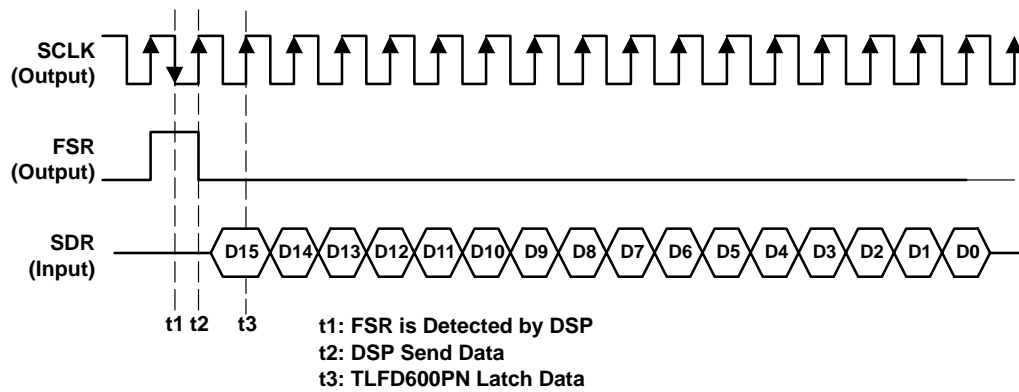 SCLK
(Output)
FSR
(Output)
SDR
(Input)
D15 D14 D13 D12 D11 D10 D9 D8 D7 D6 D5 D4 D3 D2 D1 D0
t1 t2 t3
t1: FSR is Detected by DSP
t2: DSP Send Data
t3: TLFD600PN Latch Data